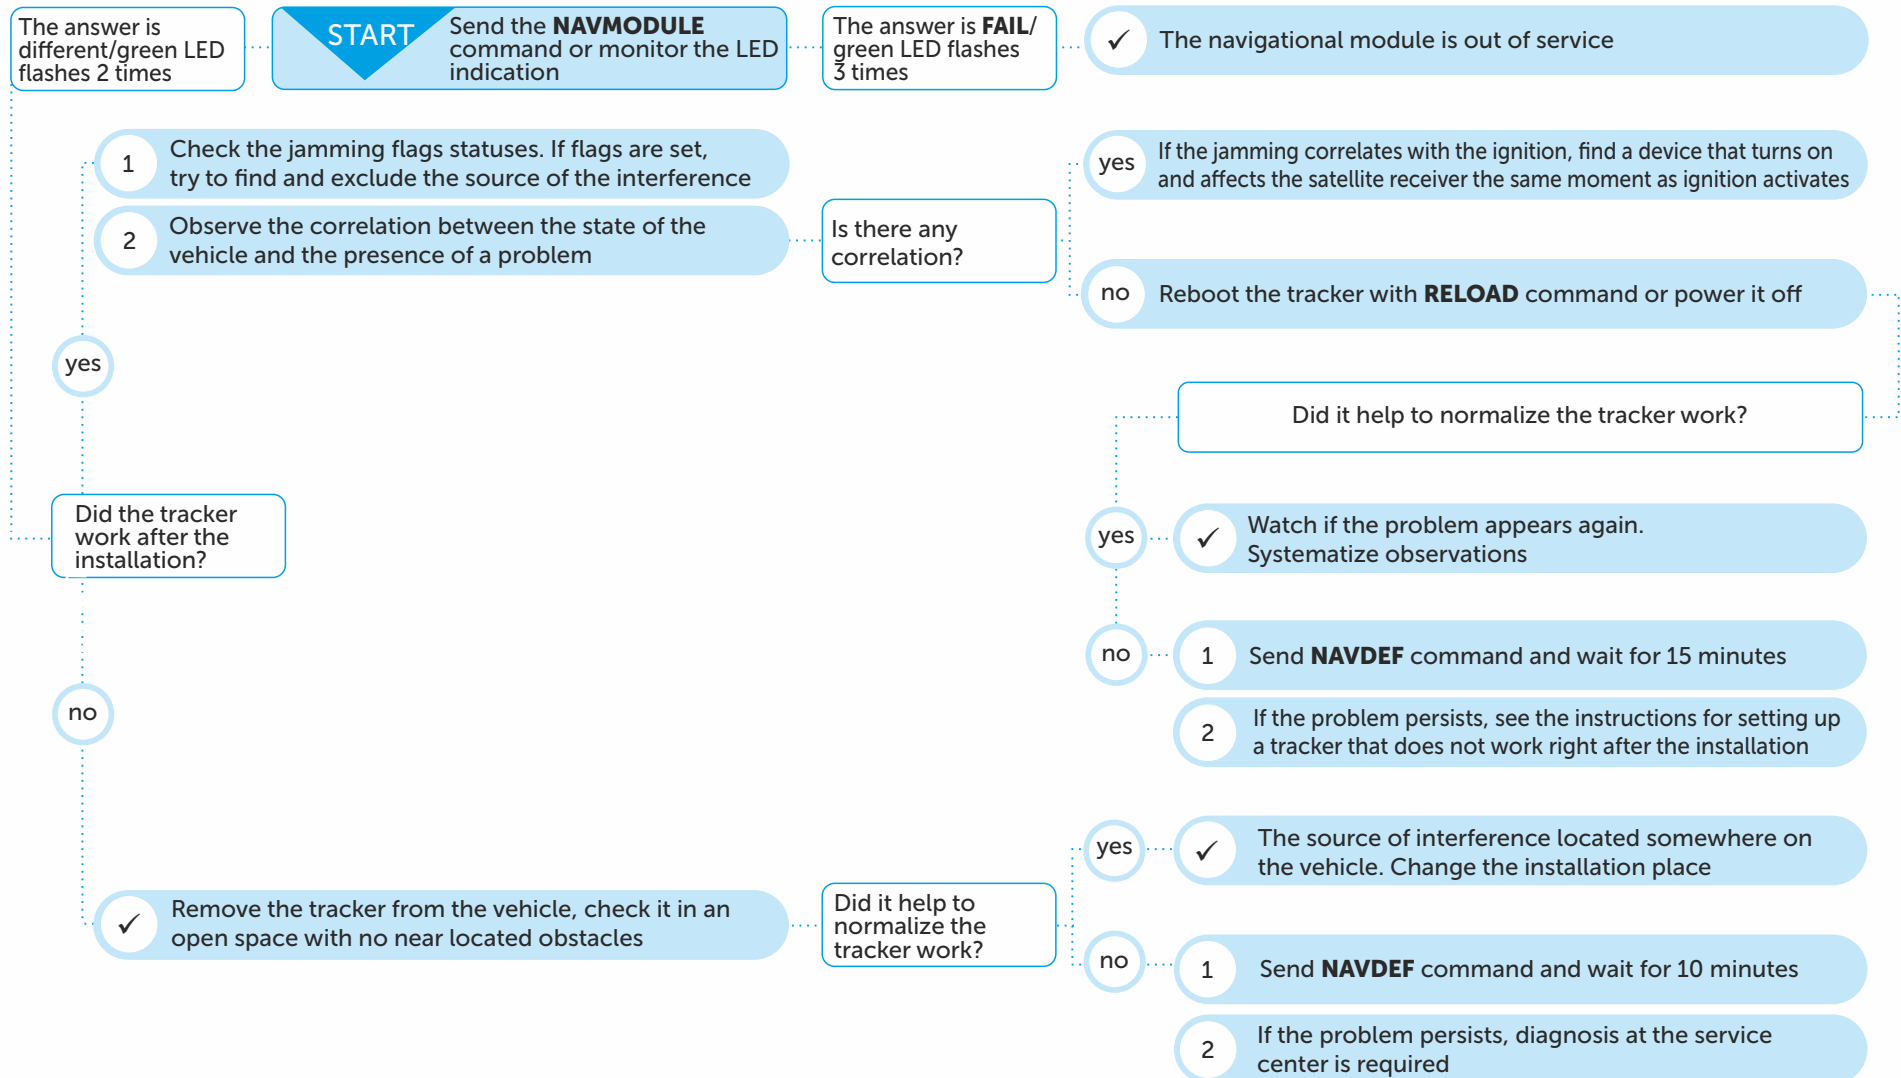 The answer is
different/green LED
flashes 2 times
START
Send the NAVMODULE
command or monitor the LED
indication
The answer is FAIL/
green LED flashes
3 times
✓
The navigational module is out of service
1
Check the jamming flags statuses. If flags are set,
try to find and exclude the source of the interference
2
Observe the correlation between the state of the
vehicle and the presence of a problem
Is there any
correlation?
yes
If the jamming correlates with the ignition, find a device that turns on
and affects the satellite receiver the same moment as ignition activates
no
Reboot the tracker with RELOAD command or power it off
yes
Did it help to normalize the tracker work?
Did the tracker
work after the
installation?
yes
✓
Watch if the problem appears again.
Systematize observations
no
1
Send NAVDEF command and wait for 15 minutes
2
If the problem persists, see the instructions for setting up
a tracker that does not work right after the installation
no
✓
Remove the tracker from the vehicle, check it in an
open space with no near located obstacles
Did it help to
normalize the
tracker work?
yes
✓
The source of interference located somewhere on
the vehicle. Change the installation place
no
1
Send NAVDEF command and wait for 10 minutes
2
If the problem persists, diagnosis at the service
center is required